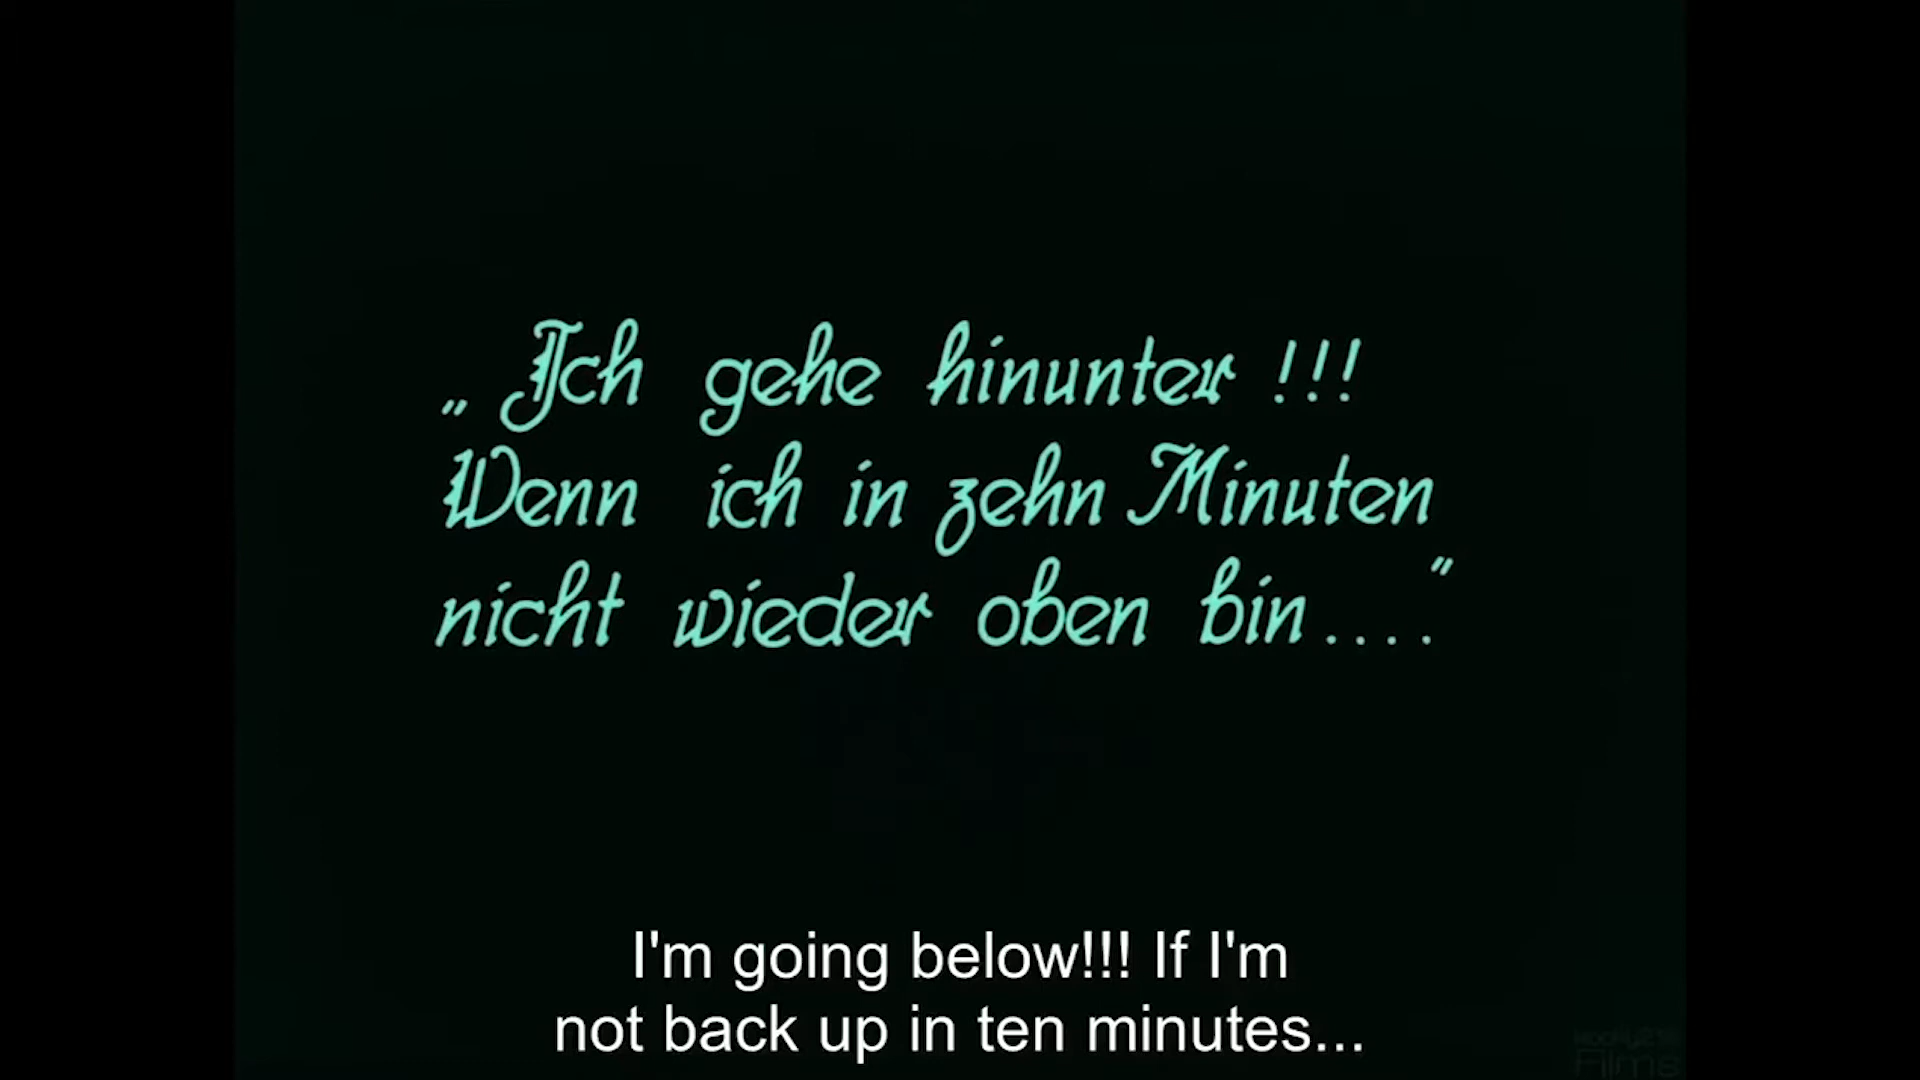 „Ich gehe hinunter!!!
Wenn ich in zehn Minuten
nicht wieder oben bin...."
I'm going below!!! If I'm
not back up in ten minutes...
Films